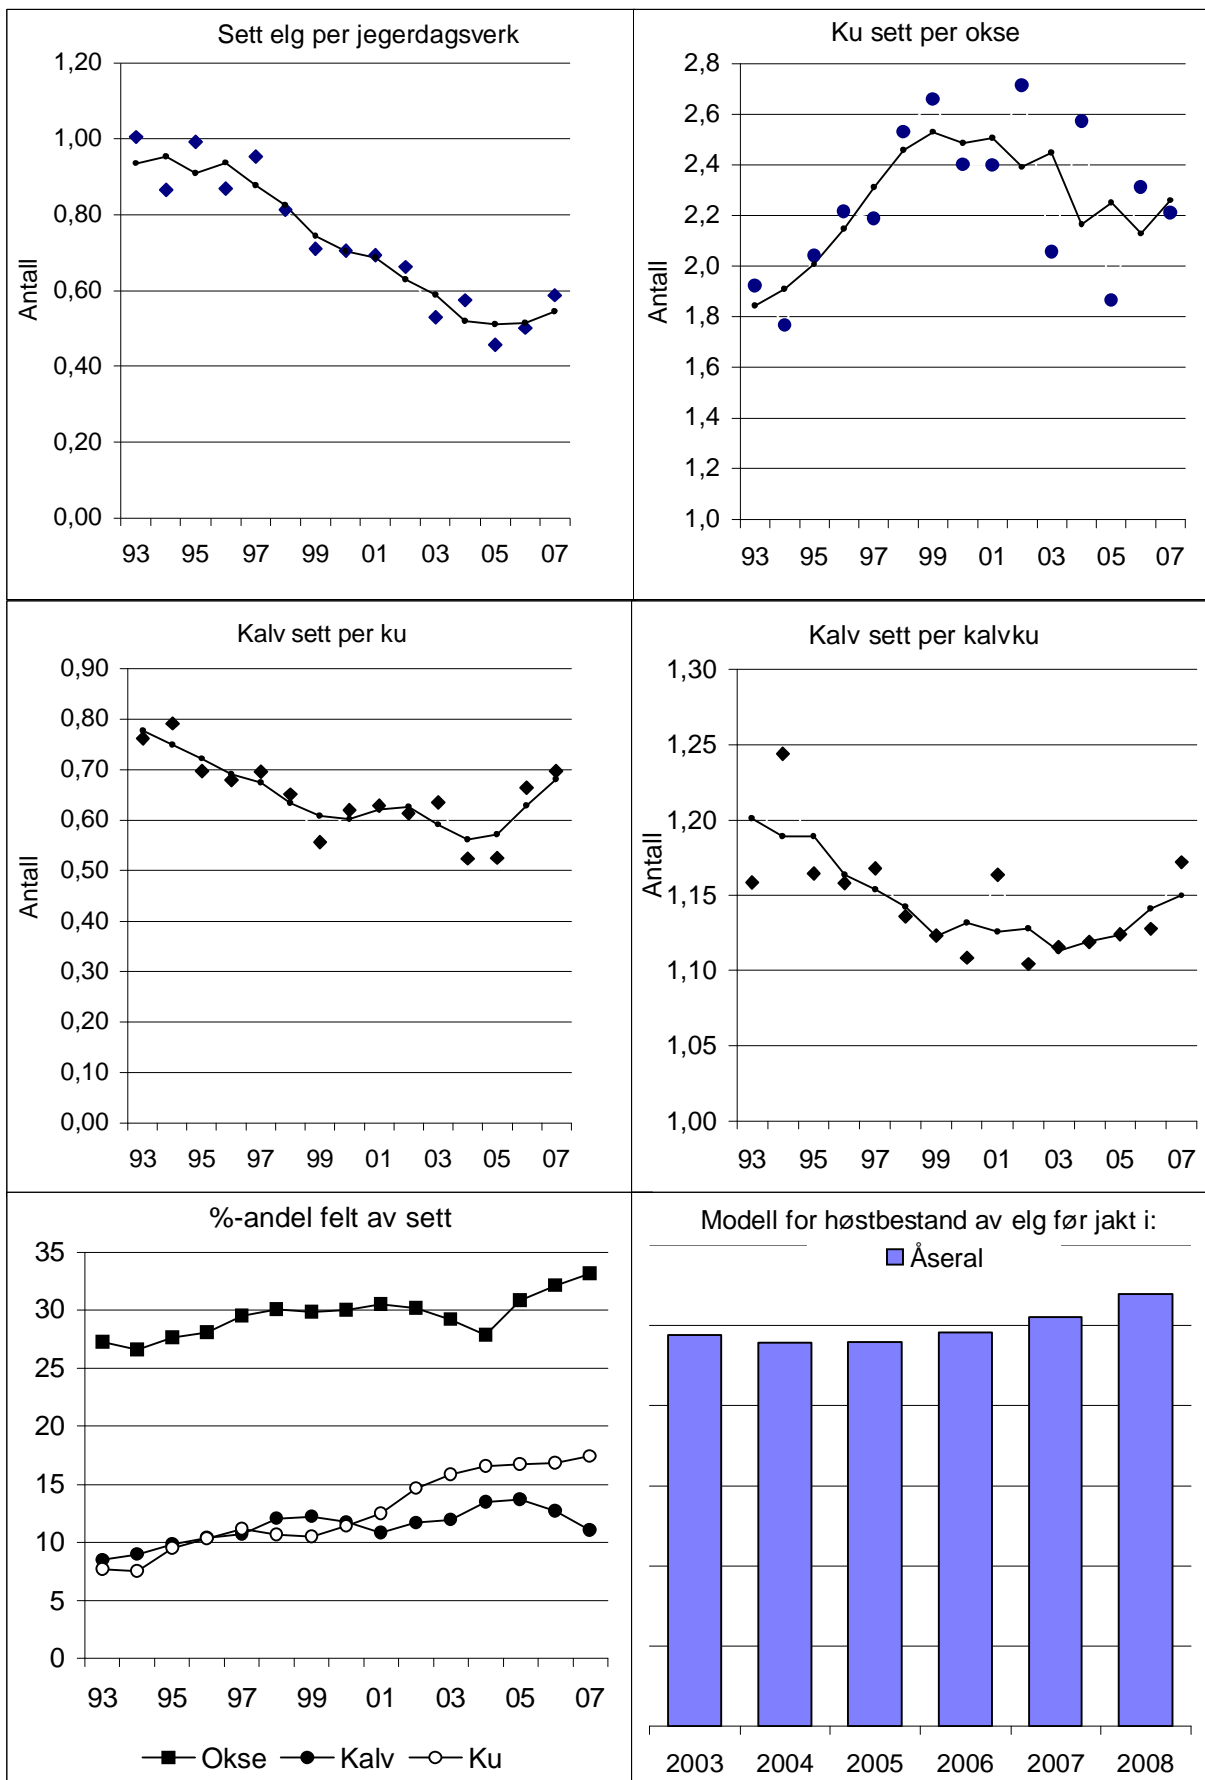 Sett elg per jegerdagsverk
1,20
1,00
0,80
0,60
0,40
0,20
0,00
Antall
93 95 97 99 01 03 05 07
Ku sett per okse
2,8
2,6
2,4
2,2
2,0
1,8
1,6
1,4
1,2
1,0
Antall
93 95 97 99 01 03 05 07
Kalv sett per ku
0,90
0,80
0,70
0,60
0,50
0,40
0,30
0,20
0,10
0,00
Antall
93 95 97 99 01 03 05 07
Kalv sett per kalvku
1,30
1,25
1,20
1,15
1,10
1,05
1,00
Antall
93 95 97 99 01 03 05 07
%-andel felt av sett
35
30
25
20
15
10
5
0
93 95 97 99 01 03 05 07
Okse Kalv Ku
Modell for høstbestand av elg før jakt i:
Åseral
2003 2004 2005 2006 2007 2008